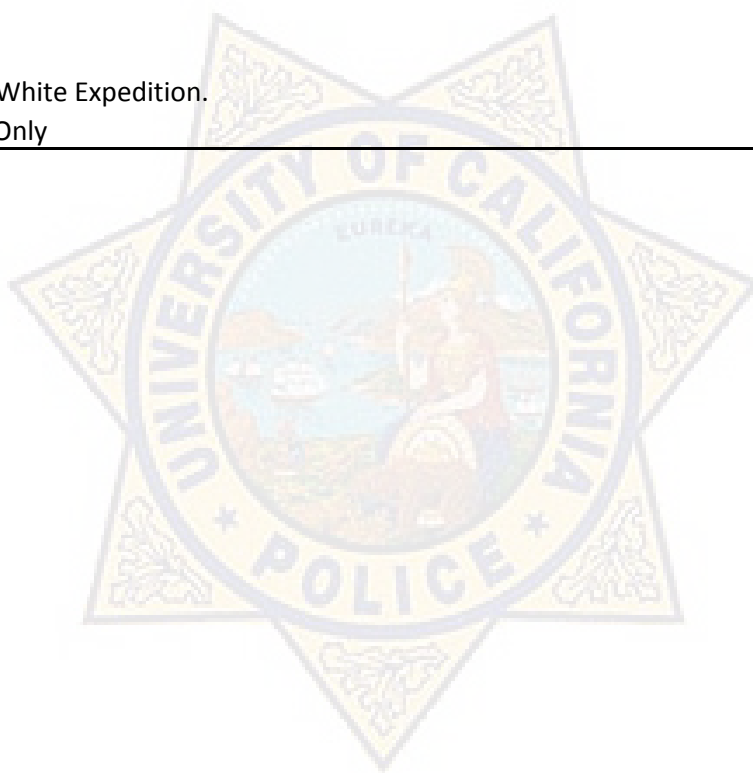 White Expedition.
Only
UNIVERSITY OF CALIFORNIA
EUREKA
POLICE